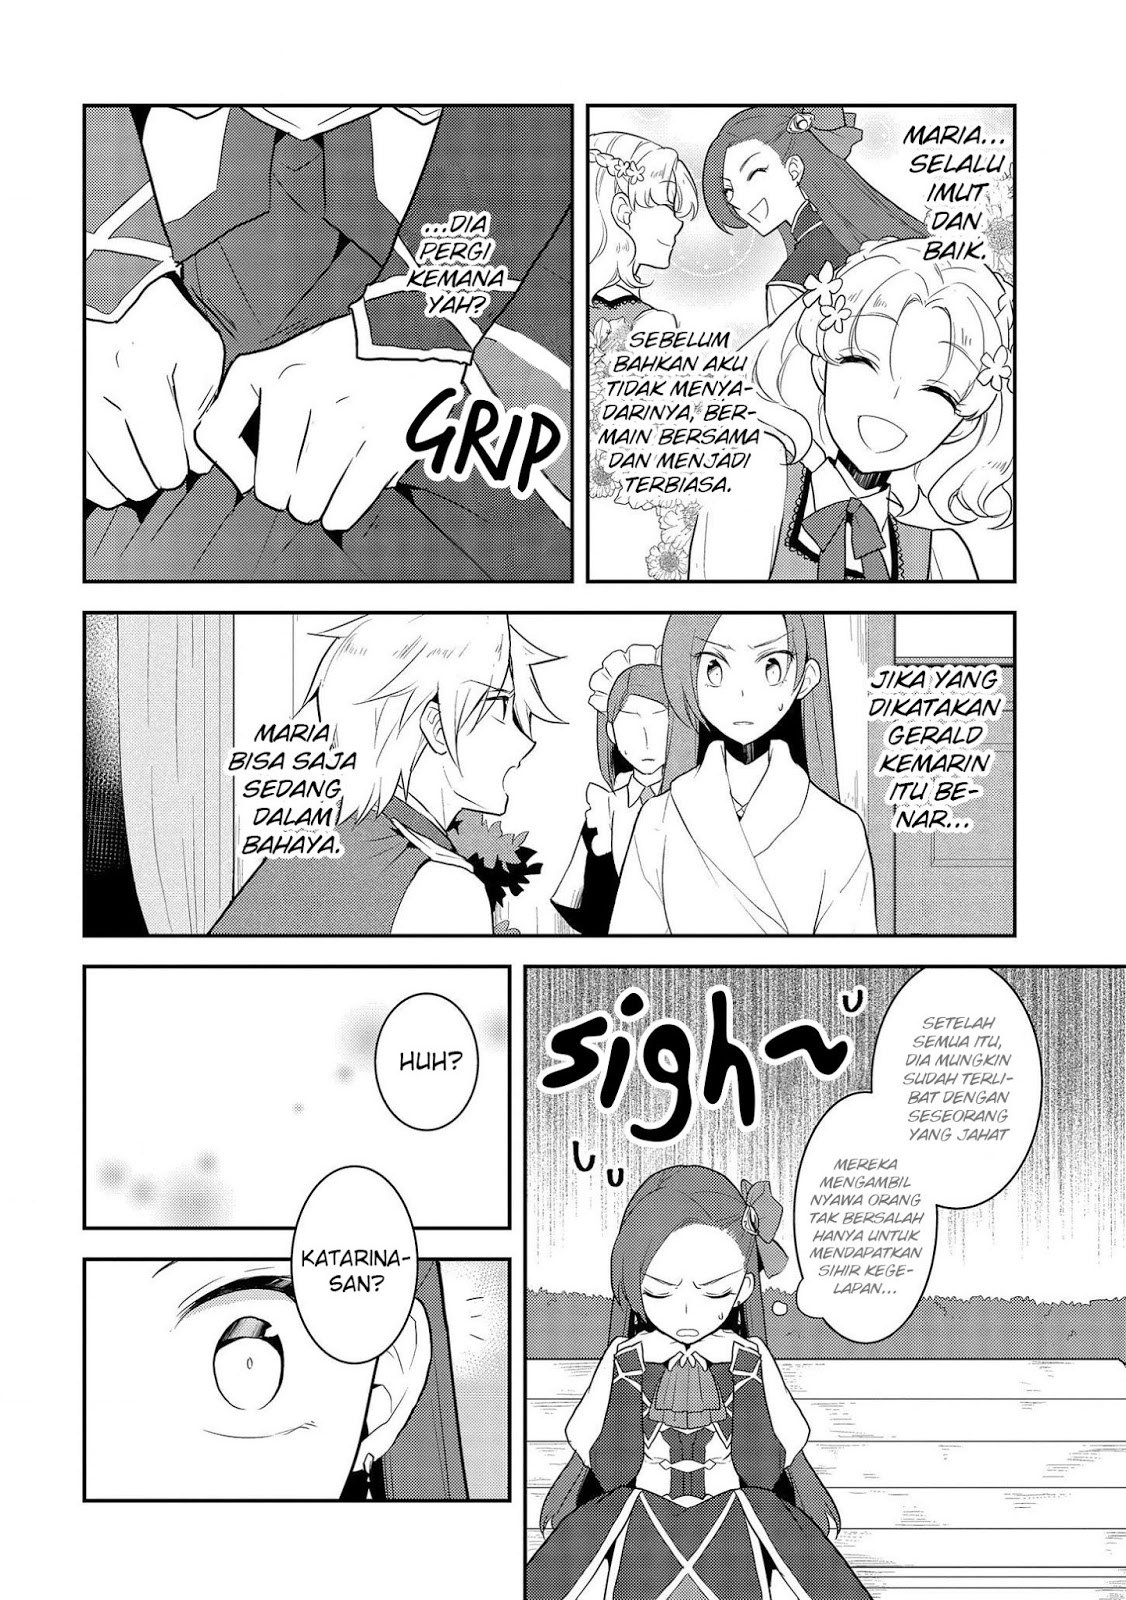 MARIA...
SELALU
IMUT
DAN
BAIK.
SEBELUM
BAHKAN AKU
TIDAK MENYA-
DARINYA, BER-
MAIN BERSAMA
DAN MENJADI
TERBIASA.
...DIA
PERGI
KEMANA
YAH?
GRIP
JIKA YANG
DIKATAKAN
GERALD
KEMARIN
ITU BE-
NAR...
MARIA
BISA SAJA
SEDANG
DALAM
BAHAYA.
SETELAH
SEMUA ITU,
DIA MUNGKIN
SUDAH TERLI-
BAT DENGAN
SESEORANG
YANG JAHAT
MEREKA
MENGAMBIL
NYAWA ORANG
TAK BERSALAH
HANYA UNTUK
MENDAPATKAN
SIHIR KEGE-
LAPAN...
sigh~
HUH?
KATARINA-
SAN?